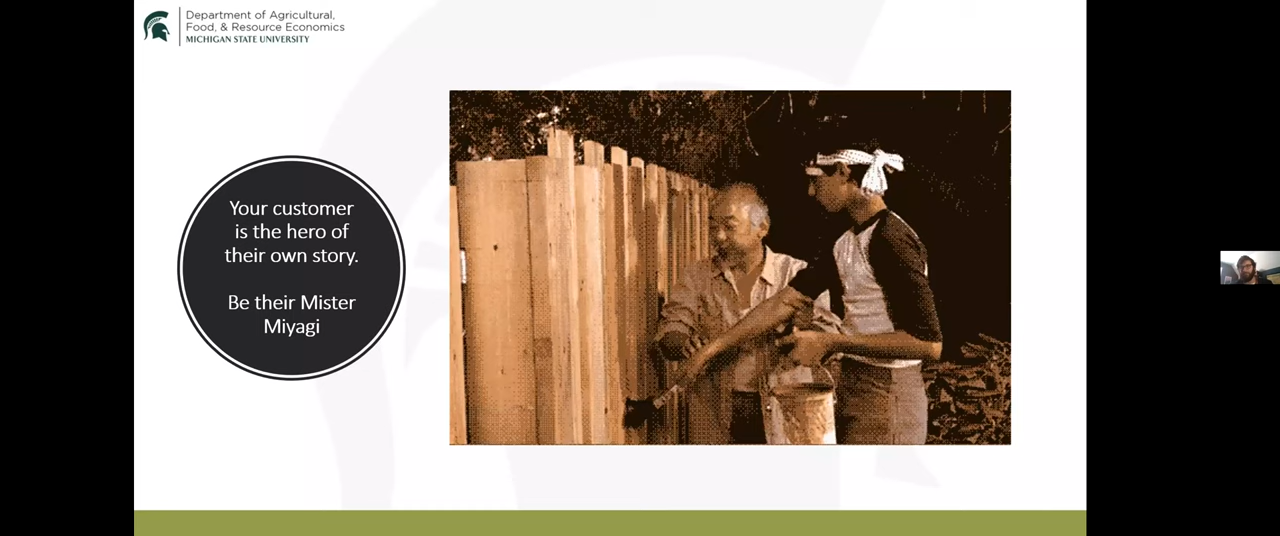 Department of Agricultural,
Food, & Resource Economics
MICHIGAN STATE UNIVERSITY
Your customer
is the hero of
their own story.
Be their Mister
Miyagi